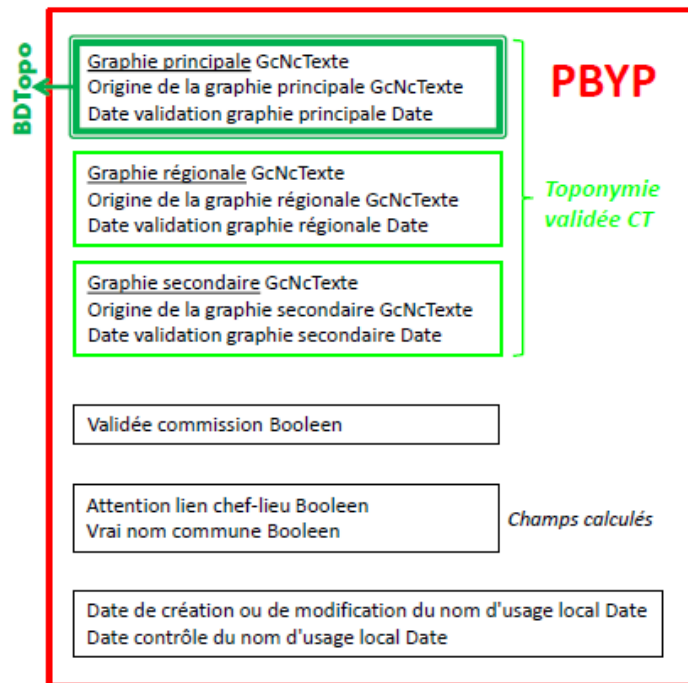 BDTopo
Graphie principale GcNcTexte
Origine de la graphie principale GcNcTexte
Date validation graphie principale Date
PBYP
Graphie régionale GcNcTexte
Origine de la graphie régionale GcNcTexte
Date validation graphie régionale Date
Toponymie
validée CT
Graphie secondaire GcNcTexte
Origine de la graphie secondaire GcNcTexte
Date validation graphie secondaire Date
Validée commission Booleen
Attention lien chef-lieu Booleen
Vrai nom commune Booleen
Champs calculés
Date de création ou de modification du nom d'usage local Date
Date contrôle du nom d'usage local Date